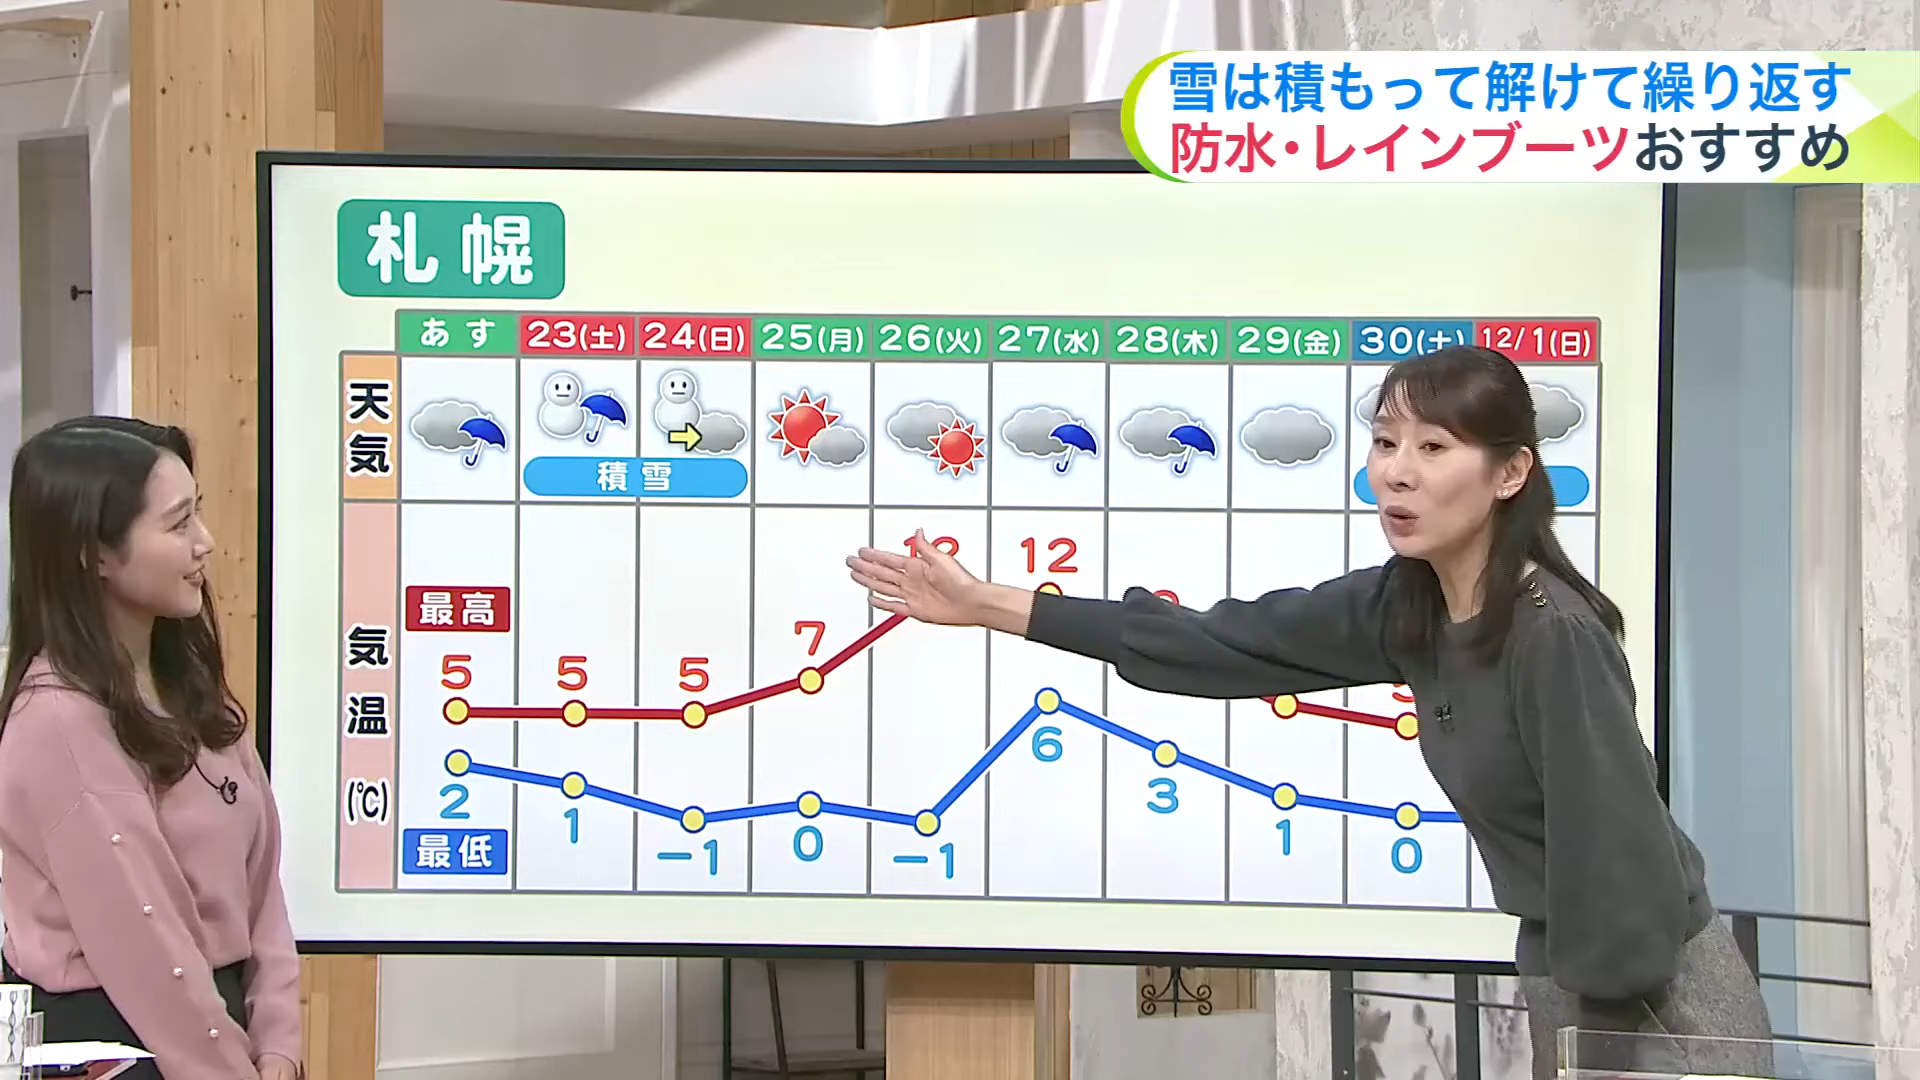 雪は積もって解けて繰り返す
防水・レインブーツおすすめ
札幌
あす 23(土) 24(日) 25(月) 26(火) 27(水) 28(木) 29(金) 30(土) 12/1(日)
天気
積雪
気温(℃)
最高
5 5 5 7 12
2 1 -1 0 -1 6 3 1 0
最低